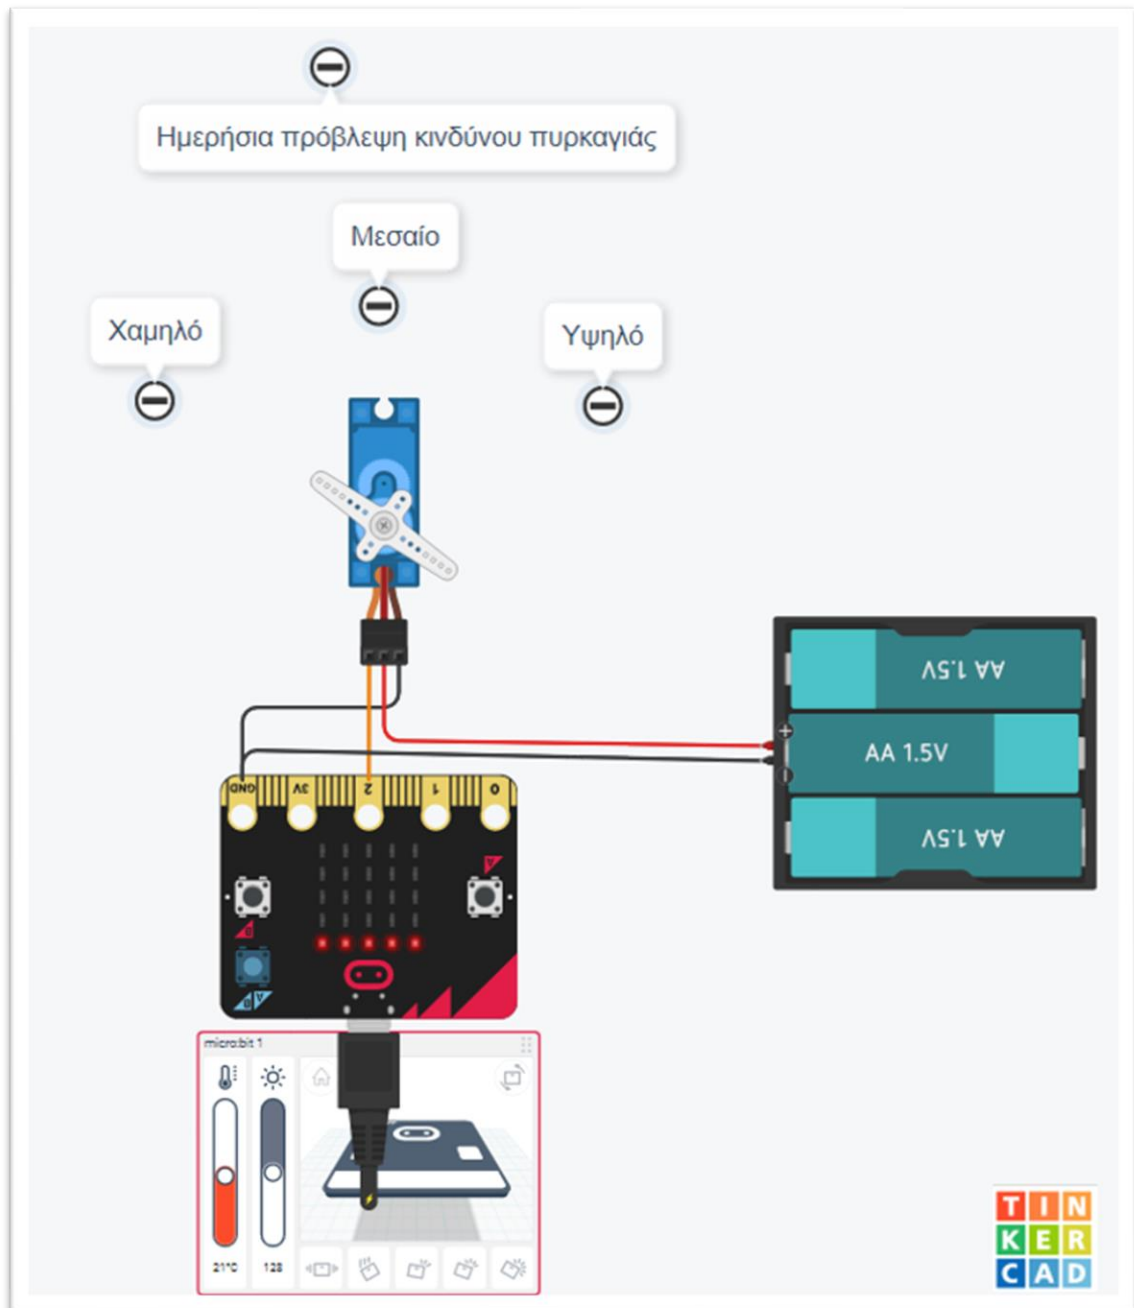 Ημερήσια πρόβλεψη κινδύνου πυρκαγιάς
Μεσαίο
Χαμηλό
Υψηλό
AA 1.5V
AA 1.5V
AA 1.5V
GND 3V 2 1 0
A
B
A B
micro:bit 1
21°C 128
TIN
KER
CAD